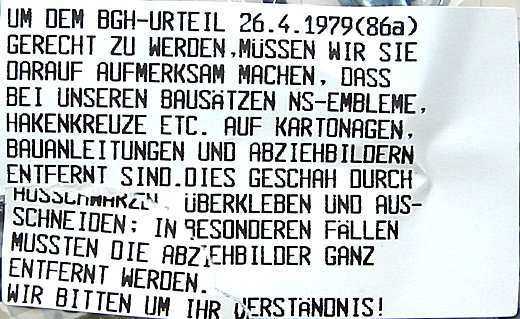 UM DEM BGH-URTEIL 26.4.1979(86a)
GERECHT ZU WERDEN,MÜSSEN WIR SIE
DARAUF AUFMERKSAM MACHEN, DASS
BEI UNSEREN BAUSÄTZEN NS-EMBLEME,
HAKENKREUZE ETC. AUF KARTONAGEN,
BAUANLEITUNGEN UND ABZIEHBILDERN
ENTFERNT SIND.DIES GESCHAH DURCH
AUSSCHWÄRZEN, ÜBERKLEBEN UND AUS-
SCHNEIDEN; IN BESONDEREN FÄLLEN
MUSSTEN DIE ABZIEHBILDER GANZ
ENTFERNT WERDEN.
WIR BITTEN UM IHR VERSTÄNDNIS!